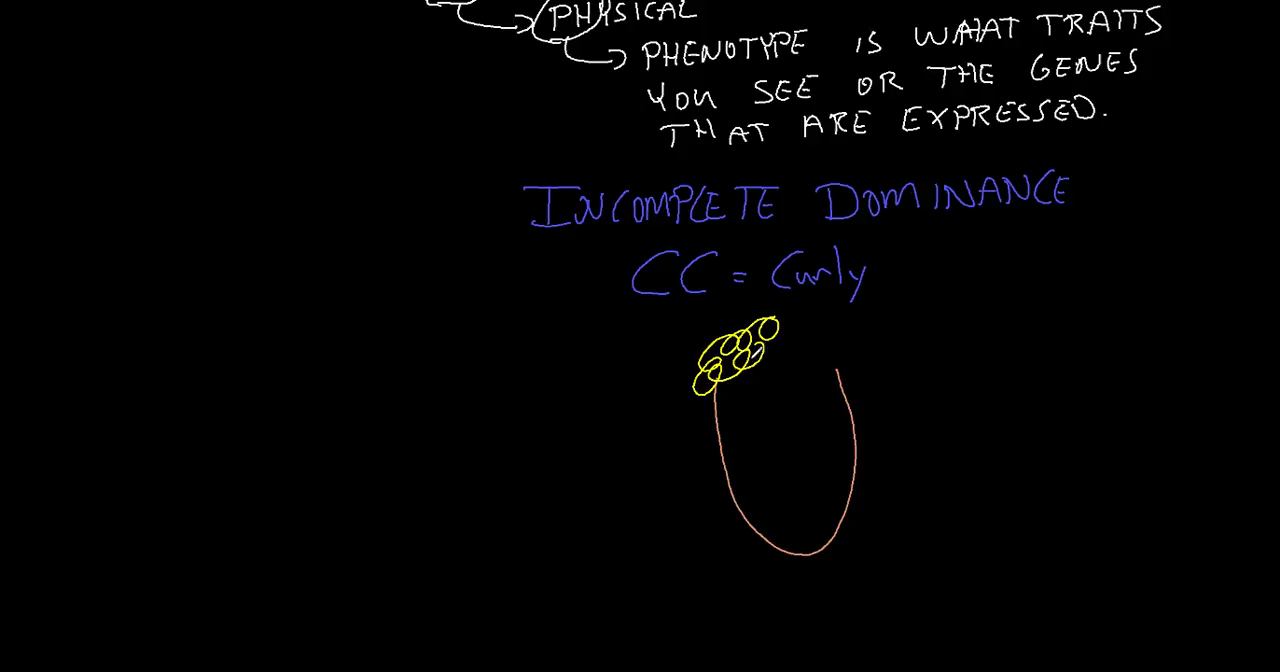 PHYSICAL
PHENOTYPE IS WHAT TRAITS
YOU SEE OR THE GENES
THAT ARE EXPRESSED.
INCOMPLETE DOMINANCE
CC = Curly